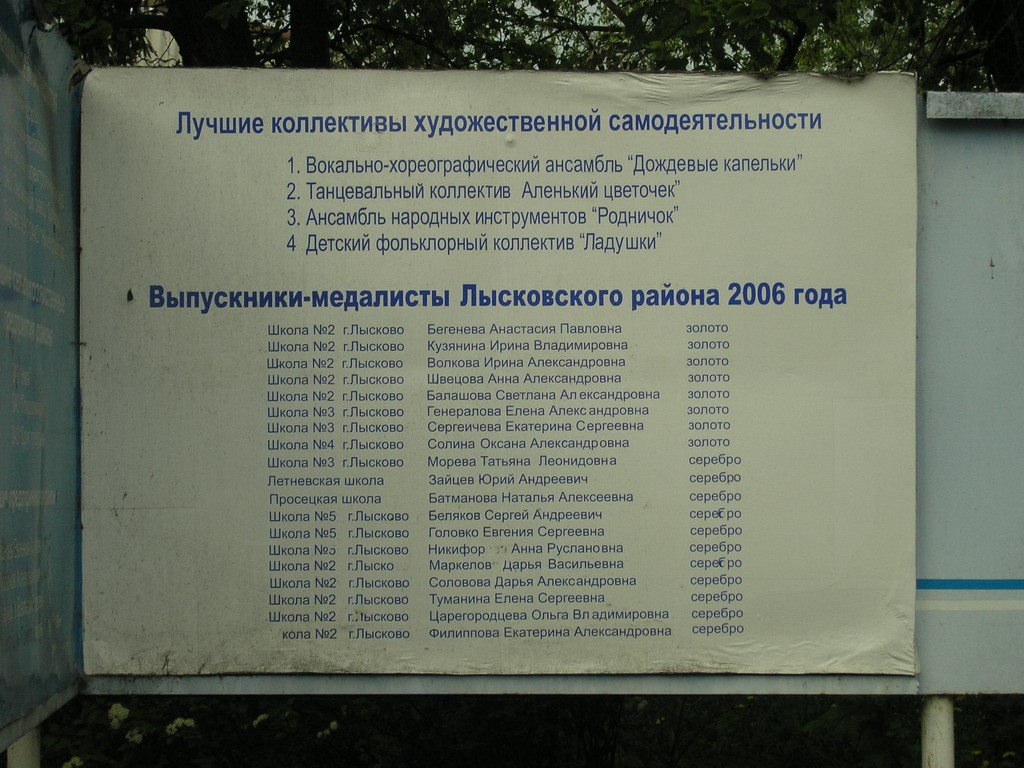 Лучшие коллективы художественной самодеятельности
1. Вокально-хореографический ансамбль “Дождевые капельки”
2. Танцевальный коллектив Аленький цветочек”
3. Ансамбль народных инструментов “Родничок”
4 Детский фольклорный коллектив “Ладушки”
Выпускники-медалисты Лысковского района 2006 года
Школа №2 г.Лысково Бегенева Анастасия Павловна золото
Школа №2 г.Лысково Кузянина Ирина Владимировна золото
Школа №2 г.Лысково Волкова Ирина Александровна золото
Школа №2 г.Лысково Швецова Анна Александровна золото
Школа №2 г.Лысково Балашова Светлана Александровна золото
Школа №3 г.Лысково Генералова Елена Александровна золото
Школа №3 г.Лысково Сергеичева Екатерина Сергеевна золото
Школа №4 г.Лысково Солина Оксана Александровна золото
Школа №3 г.Лысково Морева Татьяна Леонидовна серебро
Летневская школа Зайцев Юрий Андреевич серебро
Просецкая школа Батманова Наталья Алексеевна серебро
Школа №5 г.Лысково Беляков Сергей Андреевич серебро
Школа №5 г.Лысково Головко Евгения Сергеевна серебро
Школа №5 г.Лысково Никифор Анна Руслановна серебро
Школа №2 г.Лыско Маркелов Дарья Васильевна серебро
Школа №2 г.Лысково Соловова Дарья Александровна серебро
Школа №2 г.Лысково Туманина Елена Сергеевна серебро
Школа №2 г.Лысково Царегородцева Ольга Владимировна серебро
кола №2 г.Лысково Филиппова Екатерина Александровна серебро